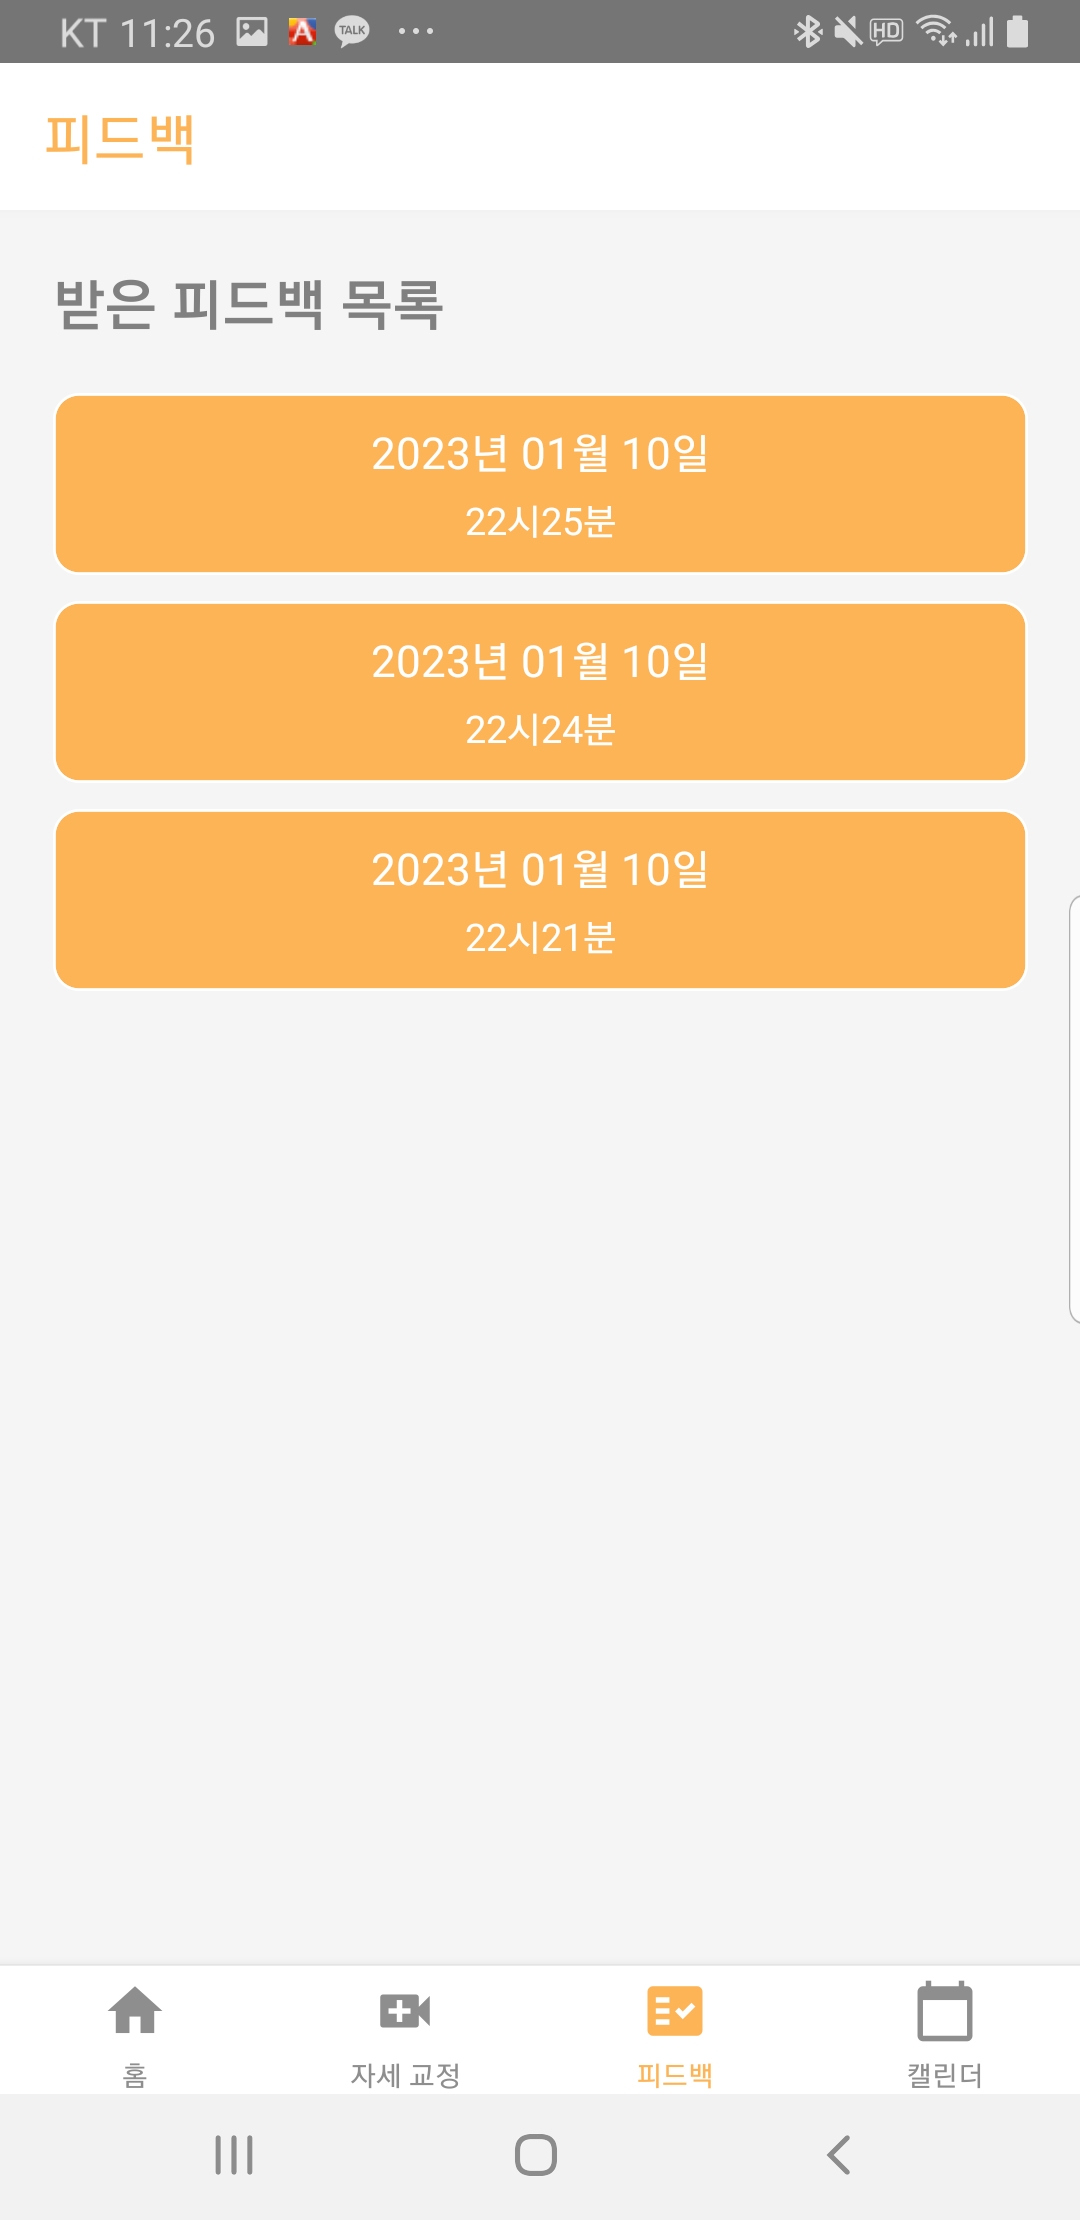 KT 11:26 A TALK HD
피드백
받은 피드백 목록
2023년 01월 10일
22시25분
2023년 01월 10일
22시24분
2023년 01월 10일
22시21분
홈 자세 교정 피드백 캘린더